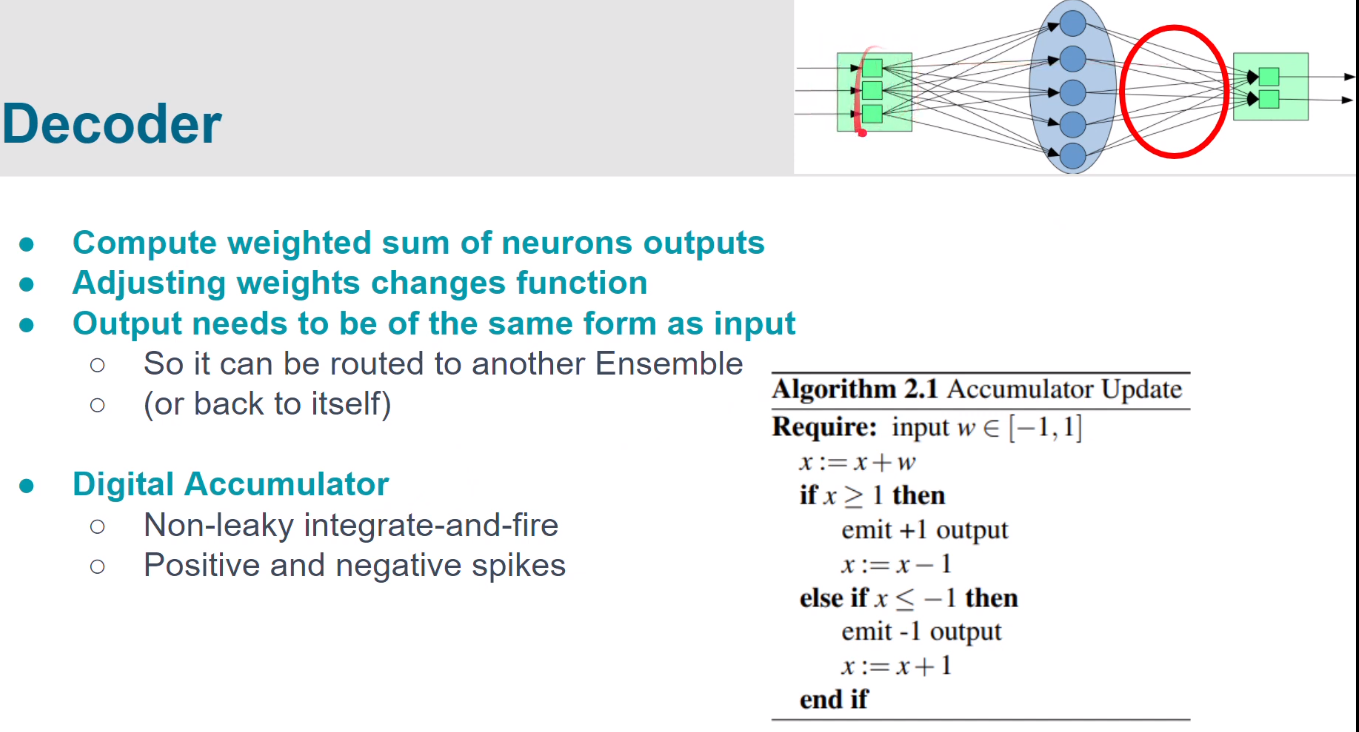 Decoder
● Compute weighted sum of neurons outputs
● Adjusting weights changes function
● Output needs to be of the same form as input
○ So it can be routed to another Ensemble
○ (or back to itself)
● Digital Accumulator
○ Non-leaky integrate-and-fire
○ Positive and negative spikes
Algorithm 2.1 Accumulator Update
Require: input w ∈ [−1, 1]
x := x + w
if x ≥ 1 then
emit +1 output
x := x − 1
else if x ≤ −1 then
emit -1 output
x := x + 1
end if